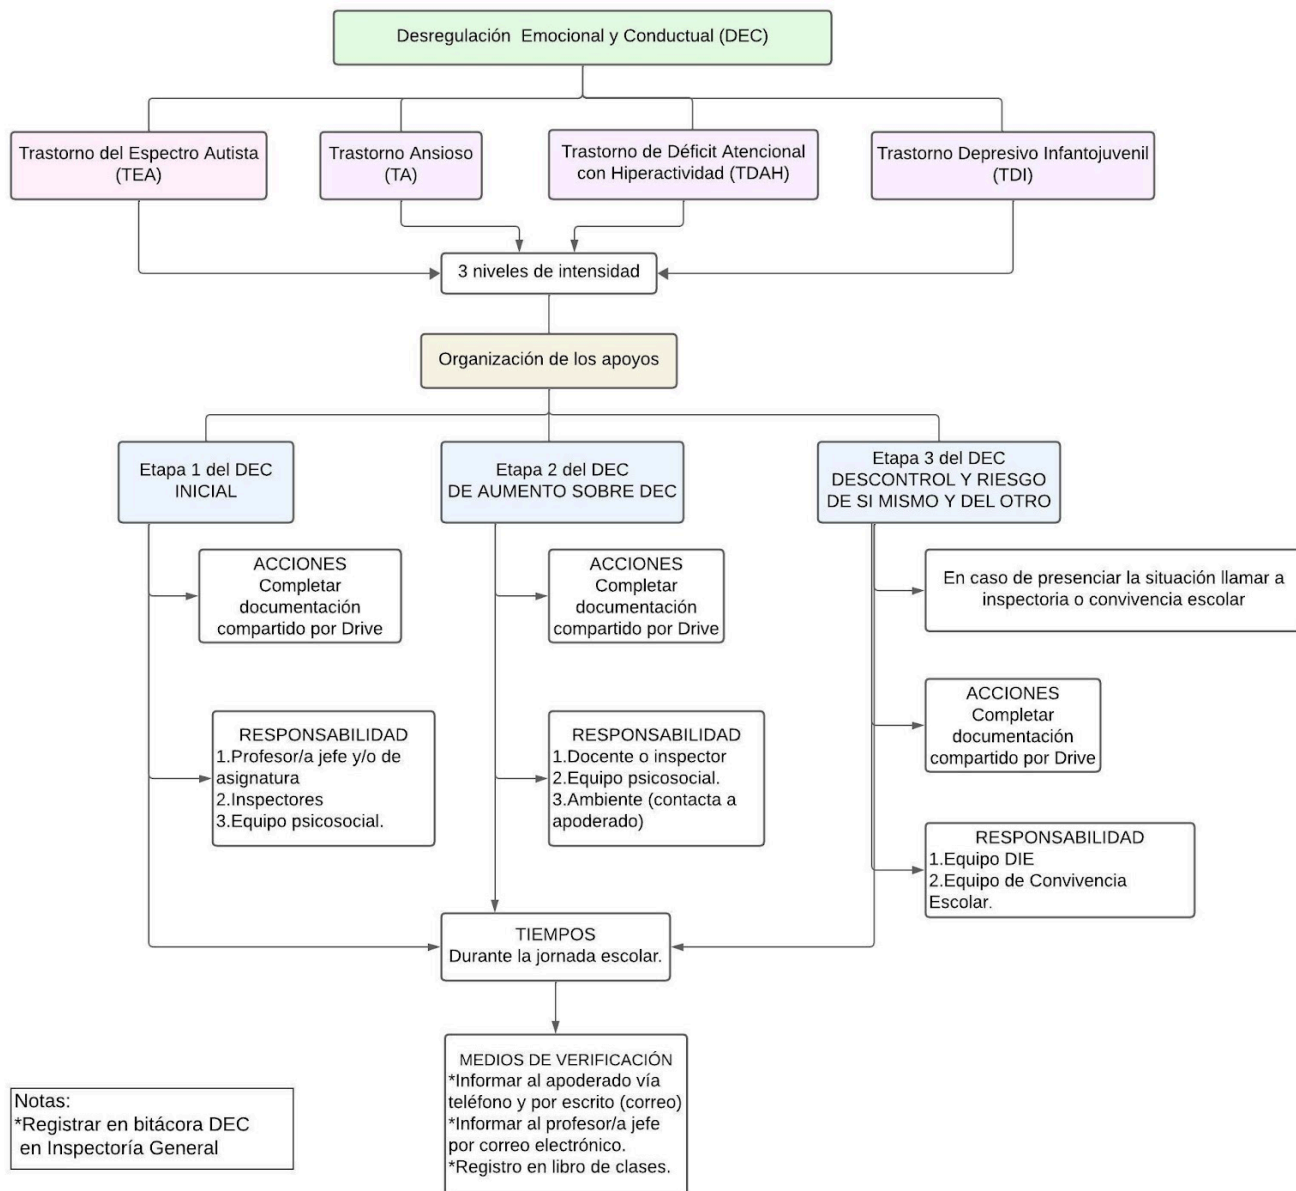 Desregulación Emocional y Conductual (DEC)
Trastorno del Espectro Autista
(TEA)
Trastorno Ansioso
(TA)
Trastorno de Déficit Atencional
con Hiperactividad (TDAH)
Trastorno Depresivo Infantojuvenil
(TDI)
3 niveles de intensidad
Organización de los apoyos
Etapa 1 del DEC
INICIAL
Etapa 2 del DEC
DE AUMENTO SOBRE DEC
Etapa 3 del DEC
DESCONTROL Y RIESGO
DE SI MISMO Y DEL OTRO
ACCIONES
Completar
documentación
compartido por Drive
ACCIONES
Completar
documentación
compartido por Drive
En caso de presenciar la situación llamar a
inspectoria o convivencia escolar
ACCIONES
Completar
documentación
compartido por Drive
RESPONSABILIDAD
1.Profesor/a jefe y/o de
asignatura
2.Inspectores
3.Equipo psicosocial.
RESPONSABILIDAD
1.Docente o inspector
2.Equipo psicosocial.
3.Ambiente (contacta a
apoderado)
RESPONSABILIDAD
1.Equipo DIE
2.Equipo de Convivencia
Escolar.
TIEMPOS
Durante la jornada escolar.
MEDIOS DE VERIFICACIÓN
*Informar al apoderado vía
teléfono y por escrito (correo)
*Informar al profesor/a jefe
por correo electrónico.
*Registro en libro de clases.
Notas:
*Registrar en bitácora DEC
en Inspectoría General